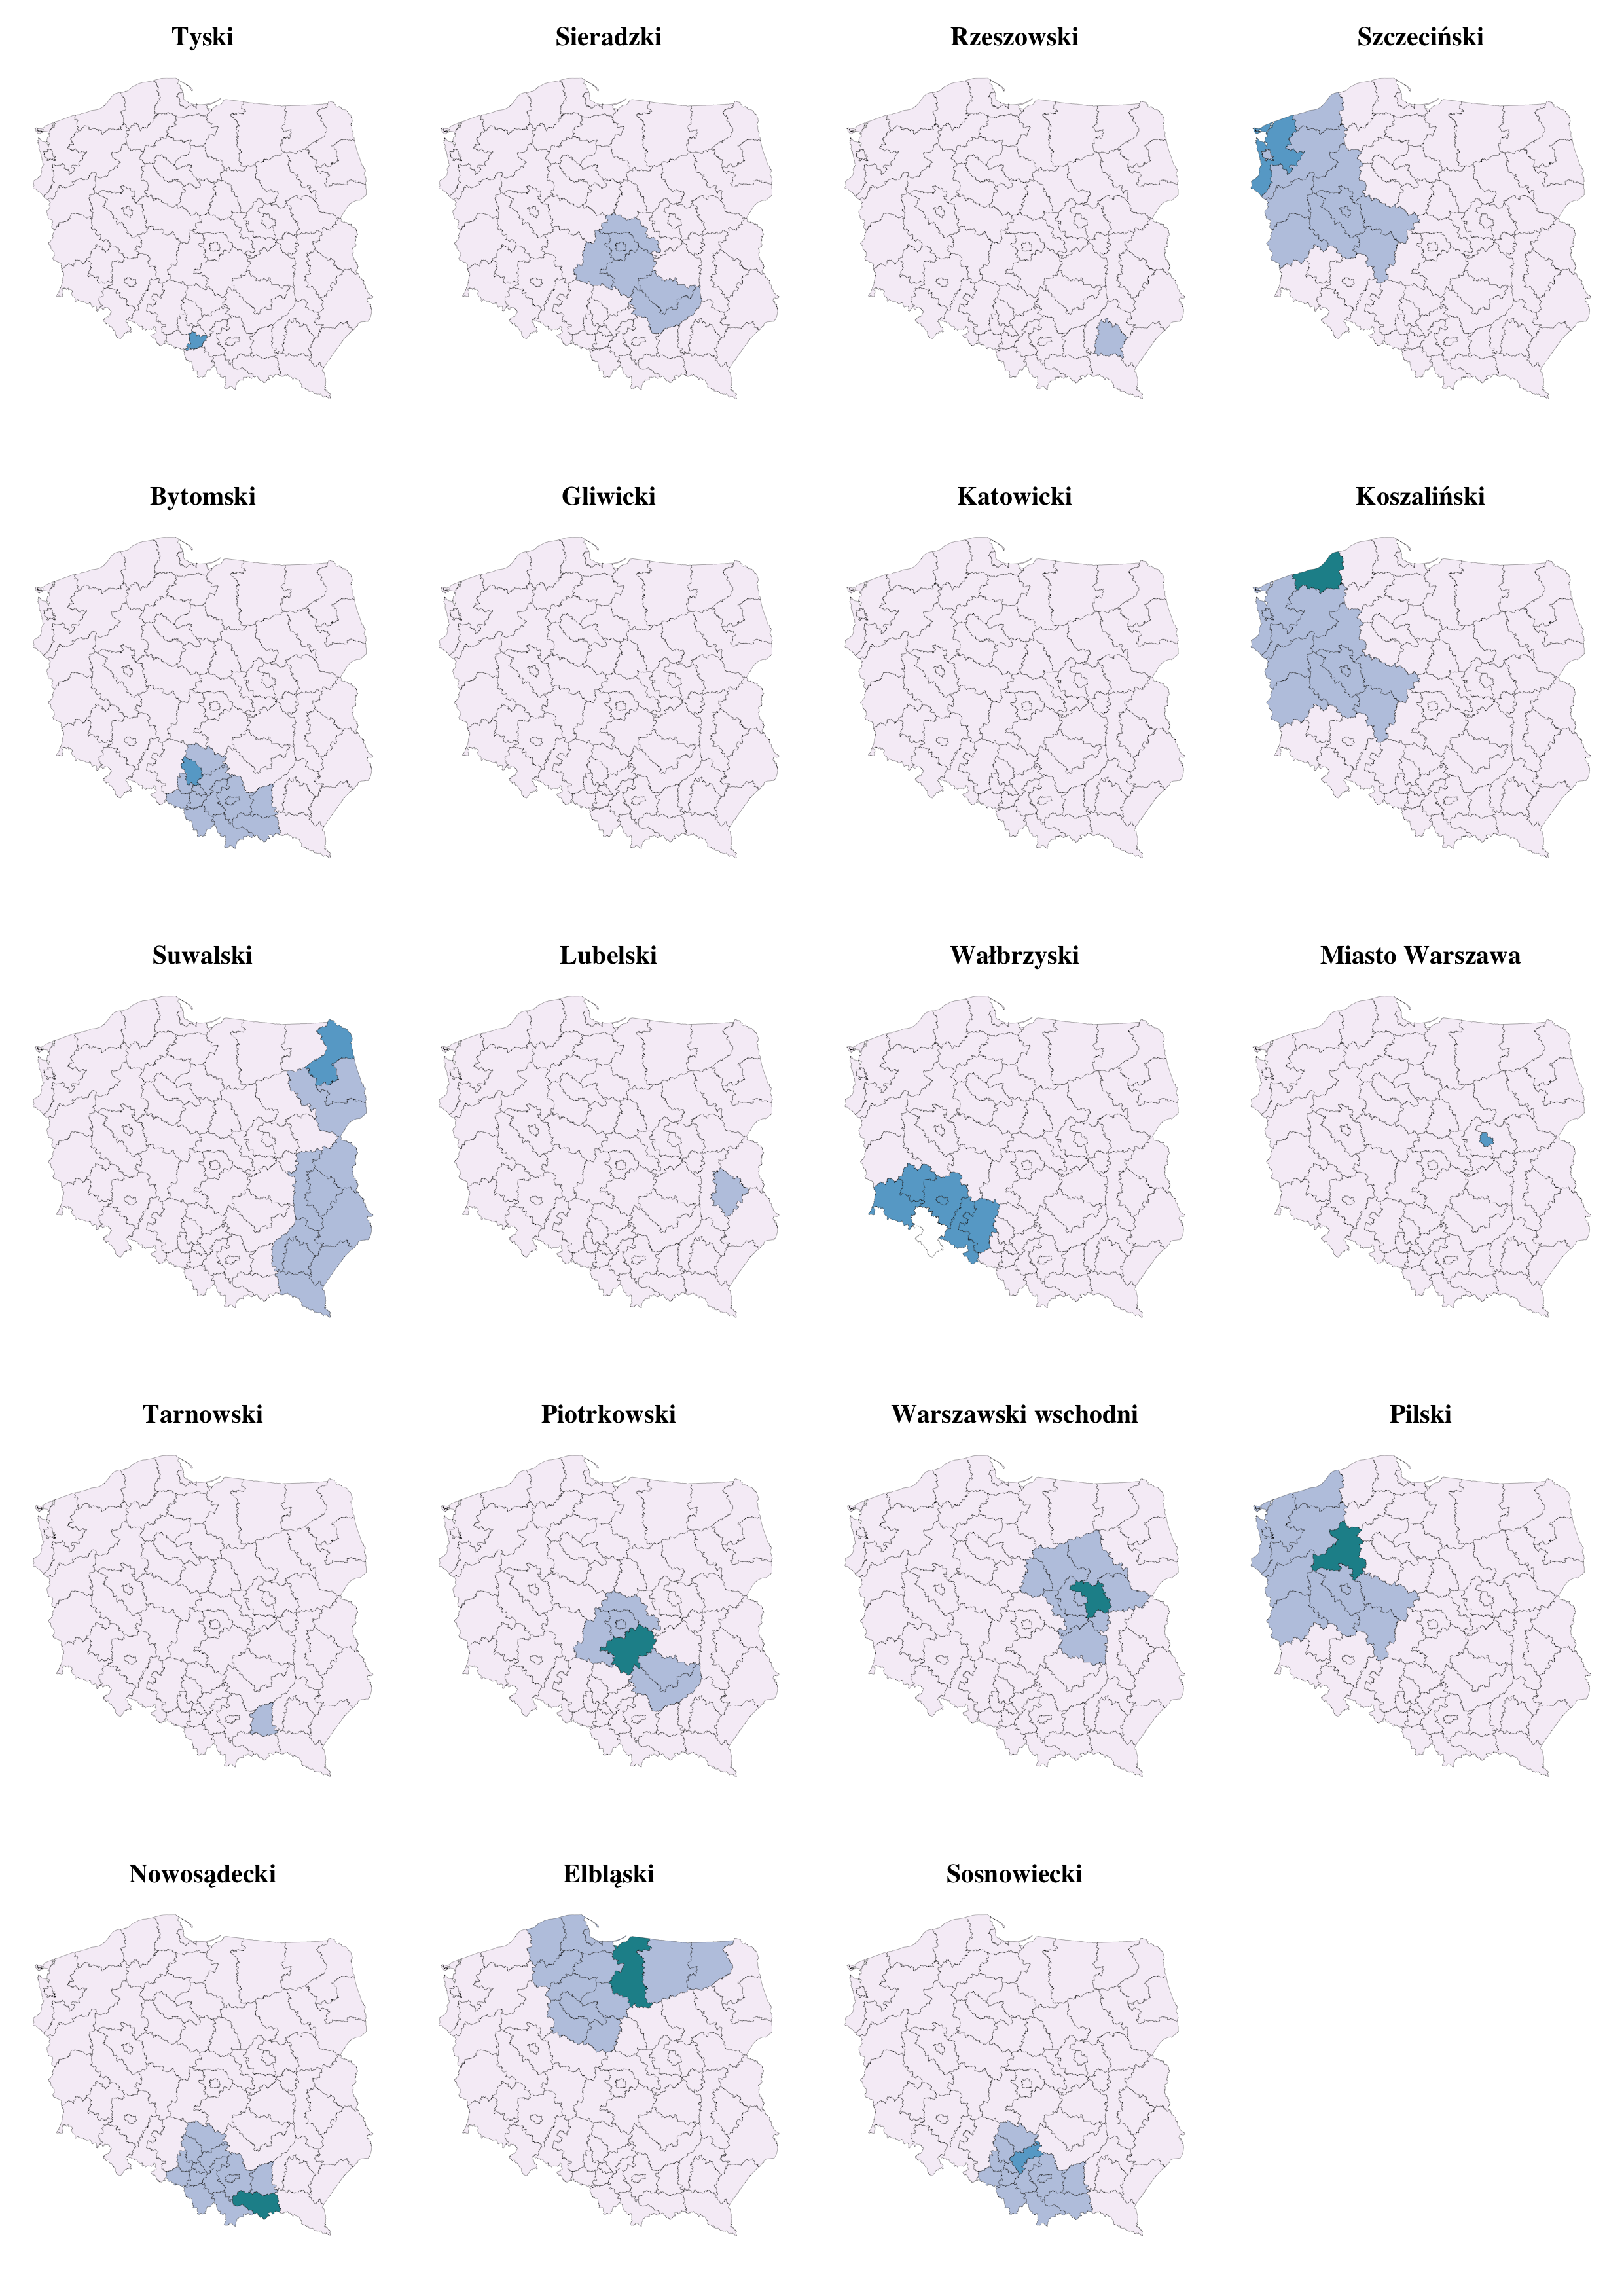 Tyski
Sieradzki
Rzeszowski
Szczeciński
Bytomski
Gliwicki
Katowicki
Koszaliński
Suwalski
Lubelski
Wałbrzyski
Miasto Warszawa
Tarnowski
Piotrkowski
Warszawski wschodni
Pilski
Nowosądecki
Elbląski
Sosnowiecki